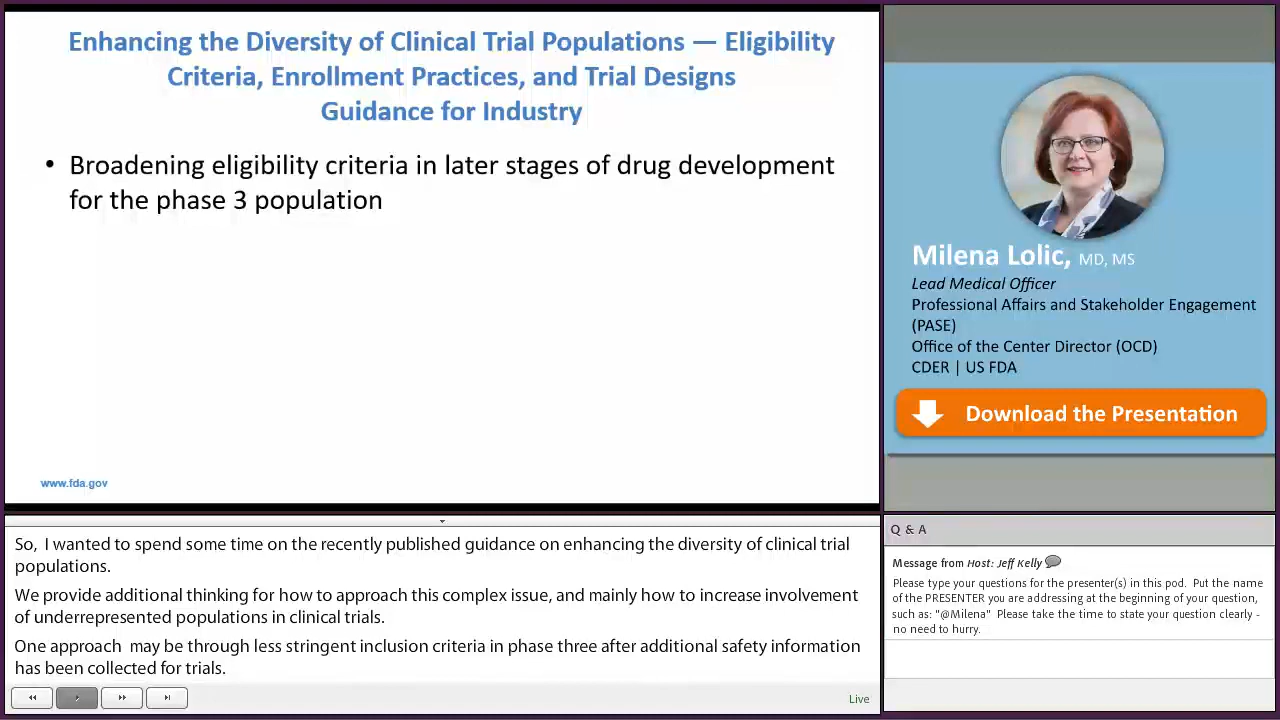 Enhancing the Diversity of Clinical Trial Populations — Eligibility
Criteria, Enrollment Practices, and Trial Designs
Guidance for Industry
• Broadening eligibility criteria in later stages of drug development
for the phase 3 population
www.fda.gov
Milena Lolic, MD, MS
Lead Medical Officer
Professional Affairs and Stakeholder Engagement
(PASE)
Office of the Center Director (OCD)
CDER | US FDA
Download the Presentation
So, I wanted to spend some time on the recently published guidance on enhancing the diversity of clinical trial
populations.
We provide additional thinking for how to approach this complex issue, and mainly how to increase involvement
of underrepresented populations in clinical trials.
One approach may be through less stringent inclusion criteria in phase three after additional safety information
has been collected for trials.
Live
Q & A
Message from Host: Jeff Kelly
Please type your questions for the presenter(s) in this pod. Put the name
of the PRESENTER you are addressing at the beginning of your question,
such as: "@Milena" Please take the time to state your question clearly -
no need to hurry.